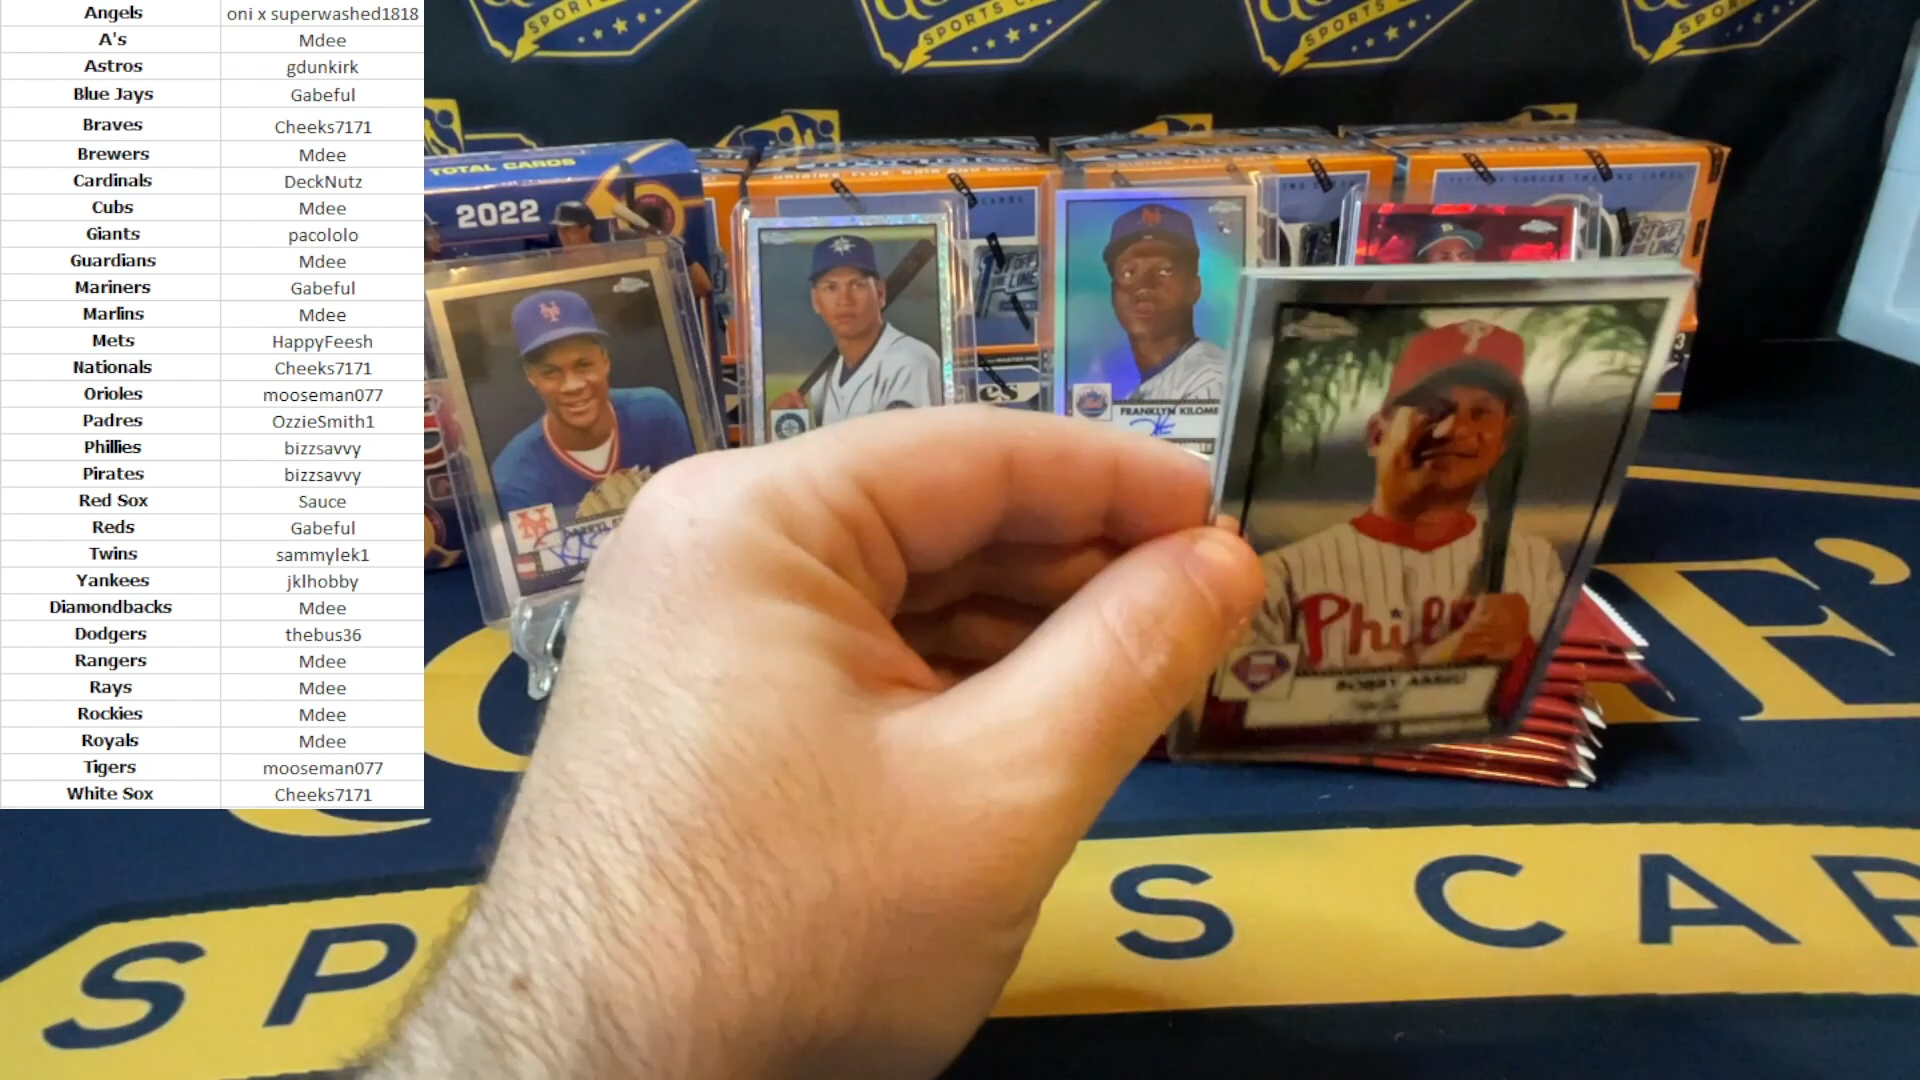 Angels oni x superwashed1818
A's Mdee
Astros gdunkirk
Blue Jays Gabeful
Braves Cheeks7171
Brewers Mdee
Cardinals DeckNutz
Cubs Mdee
Giants pacololo
Guardians Mdee
Mariners Gabeful
Marlins Mdee
Mets HappyFeesh
Nationals Cheeks7171
Orioles mooseman077
Padres OzzieSmith1
Phillies bizzsavvy
Pirates bizzsavvy
Red Sox Sauce
Reds Gabeful
Twins sammylek1
Yankees jklhobby
Diamondbacks Mdee
Dodgers thebus36
Rangers Mdee
Rays Mdee
Rockies Mdee
Royals Mdee
Tigers mooseman077
White Sox Cheeks7171
SPORTS
SPORTS C
SPORTS
SPOR
TOTAL CARDS
2022
FRANKLYN KILOME
Phil
BOBBY ABREU
E'
SP
S CAR